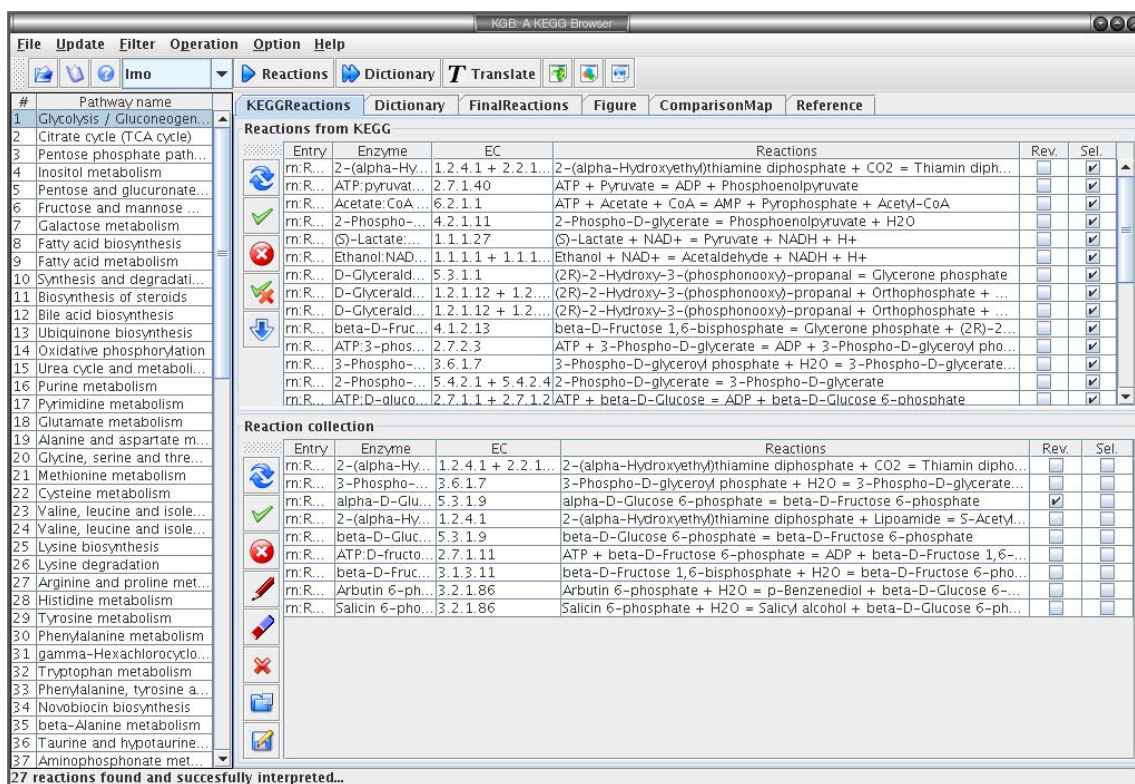 KGB: A KEGG Browser
File Update Filter Operation Option Help
lmo Reactions Dictionary T Translate
# Pathway name
1 Glycolysis / Gluconeogen...
2 Citrate cycle (TCA cycle)
3 Pentose phosphate path...
4 Inositol metabolism
5 Pentose and glucuronate...
6 Fructose and mannose ...
7 Galactose metabolism
8 Fatty acid biosynthesis
9 Fatty acid metabolism
10 Synthesis and degradati...
11 Biosynthesis of steroids
12 Bile acid biosynthesis
13 Ubiquinone biosynthesis
14 Oxidative phosphorylation
15 Urea cycle and metaboli...
16 Purine metabolism
17 Pyrimidine metabolism
18 Glutamate metabolism
19 Alanine and aspartate m...
20 Glycine, serine and thre...
21 Methionine metabolism
22 Cysteine metabolism
23 Valine, leucine and isole...
24 Valine, leucine and isole...
25 Lysine biosynthesis
26 Lysine degradation
27 Arginine and proline met...
28 Histidine metabolism
29 Tyrosine metabolism
30 Phenylalanine metabolism
31 gamma-Hexachlorocyclo...
32 Tryptophan metabolism
33 Phenylalanine, tyrosine a...
34 Novobiocin biosynthesis
35 beta-Alanine metabolism
36 Taurine and hypotaurine...
37 Aminophosphonate met...
KEGGReactions Dictionary FinalReactions Figure ComparisonMap Reference
Reactions from KEGG
Entry Enzyme EC Reactions Rev. Sel.
rn:R... 2-(alpha-Hy... 1.2.4.1 + 2.2.1... 2-(alpha-Hydroxyethyl)thiamine diphosphate + CO2 = Thiamin diph...
rn:R... ATP:pyruvat... 2.7.1.40 ATP + Pyruvate = ADP + Phosphoenolpyruvate
rn:R... Acetate:CoA ... 6.2.1.1 ATP + Acetate + CoA = AMP + Pyrophosphate + Acetyl-CoA
rn:R... 2-Phospho-... 4.2.1.11 2-Phospho-D-glycerate = Phosphoenolpyruvate + H2O
rn:R... (S)-Lactate:... 1.1.1.27 (S)-Lactate + NAD+ = Pyruvate + NADH + H+
rn:R... Ethanol:NAD... 1.1.1.1 + 1.1.1... Ethanol + NAD+ = Acetaldehyde + NADH + H+
rn:R... D-Glycerald... 5.3.1.1 (2R)-2-Hydroxy-3-(phosphonooxy)-propanal = Glycerone phosphate
rn:R... D-Glycerald... 1.2.1.12 + 1.2.... (2R)-2-Hydroxy-3-(phosphonooxy)-propanal + Orthophosphate + ...
rn:R... D-Glycerald... 1.2.1.12 + 1.2.... (2R)-2-Hydroxy-3-(phosphonooxy)-propanal + Orthophosphate + ...
rn:R... beta-D-Fruc... 4.1.2.13 beta-D-Fructose 1,6-bisphosphate = Glycerone phosphate + (2R)-2...
rn:R... ATP:3-phos... 2.7.2.3 ATP + 3-Phospho-D-glycerate = ADP + 3-Phospho-D-glyceroyl pho...
rn:R... 3-Phospho-... 3.6.1.7 3-Phospho-D-glyceroyl phosphate + H2O = 3-Phospho-D-glycerate...
rn:R... 2-Phospho-... 5.4.2.1 + 5.4.2.4 2-Phospho-D-glycerate = 3-Phospho-D-glycerate
rn:R... ATP:D-gluco... 2.7.1.1 + 2.7.1.2 ATP + beta-D-Glucose = ADP + beta-D-Glucose 6-phosphate
Reaction collection
Entry Enzyme EC Reactions Rev. Sel.
rn:R... 2-(alpha-Hy... 1.2.4.1 + 2.2.1... 2-(alpha-Hydroxyethyl)thiamine diphosphate + CO2 = Thiamin dipho...
rn:R... 3-Phospho-... 3.6.1.7 3-Phospho-D-glyceroyl phosphate + H2O = 3-Phospho-D-glycerate...
rn:R... alpha-D-Glu... 5.3.1.9 alpha-D-Glucose 6-phosphate = beta-D-Fructose 6-phosphate
rn:R... 2-(alpha-Hy... 1.2.4.1 2-(alpha-Hydroxyethyl)thiamine diphosphate + Lipoamide = S-Acetyl...
rn:R... beta-D-Gluc... 5.3.1.9 beta-D-Glucose 6-phosphate = beta-D-Fructose 6-phosphate
rn:R... ATP:D-fructo... 2.7.1.11 ATP + beta-D-Fructose 6-phosphate = ADP + beta-D-Fructose 1,6-...
rn:R... beta-D-Fruc... 3.1.3.11 beta-D-Fructose 1,6-bisphosphate + H2O = beta-D-Fructose 6-pho...
rn:R... Arbutin 6-ph... 3.2.1.86 Arbutin 6-phosphate + H2O = p-Benzenediol + beta-D-Glucose 6-...
rn:R... Salicin 6-pho... 3.2.1.86 Salicin 6-phosphate + H2O = Salicyl alcohol + beta-D-Glucose 6-ph...
27 reactions found and succesfully interpreted...